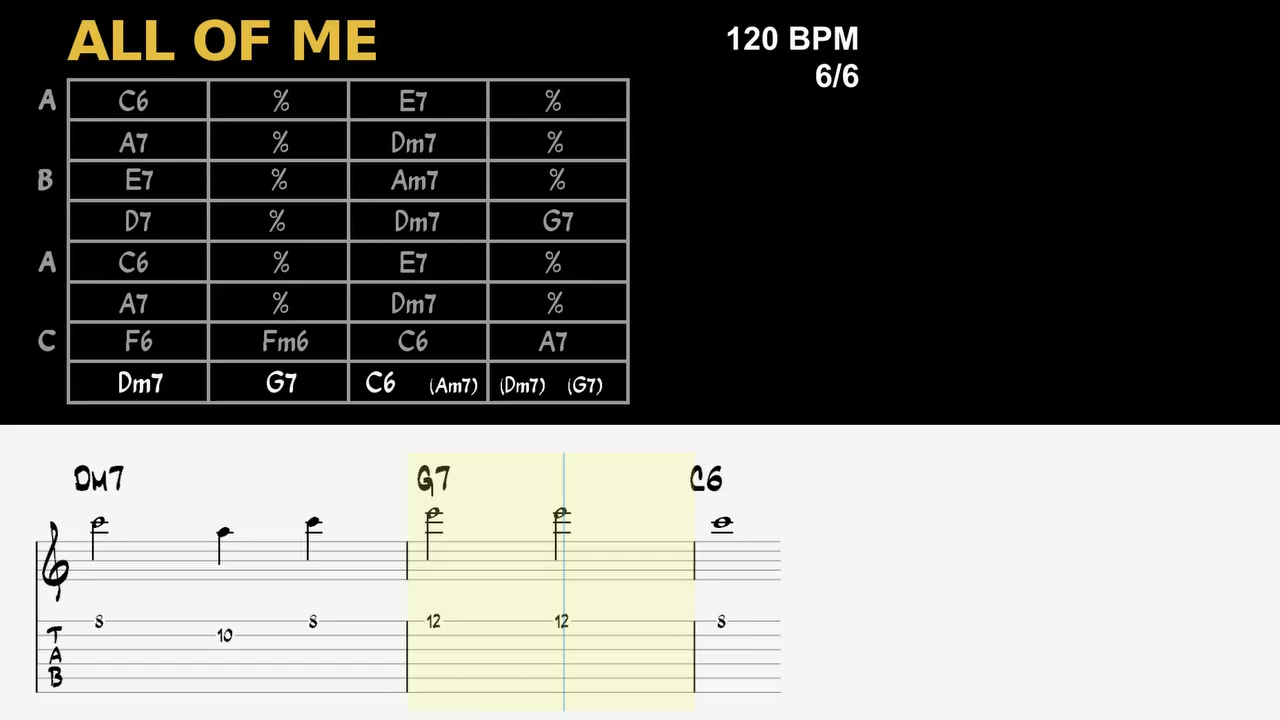 ALL OF ME
120 BPM
6/6
A C6 % E7 %
A7 % Dm7 %
B E7 % Am7 %
D7 % Dm7 G7
A C6 % E7 %
A7 % Dm7 %
C F6 Fm6 C6 A7
Dm7 G7 C6 (Am7) (Dm7) (G7)
DM7 G7 C6
8 10 8 12 12 8
T
A
B